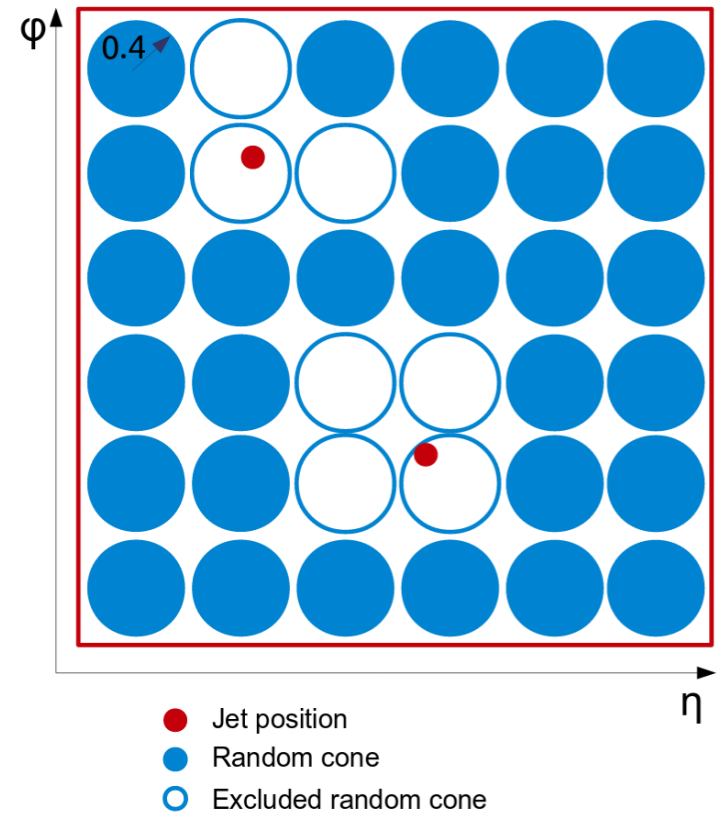 φ
0.4
η
Jet position
Random cone
Excluded random cone